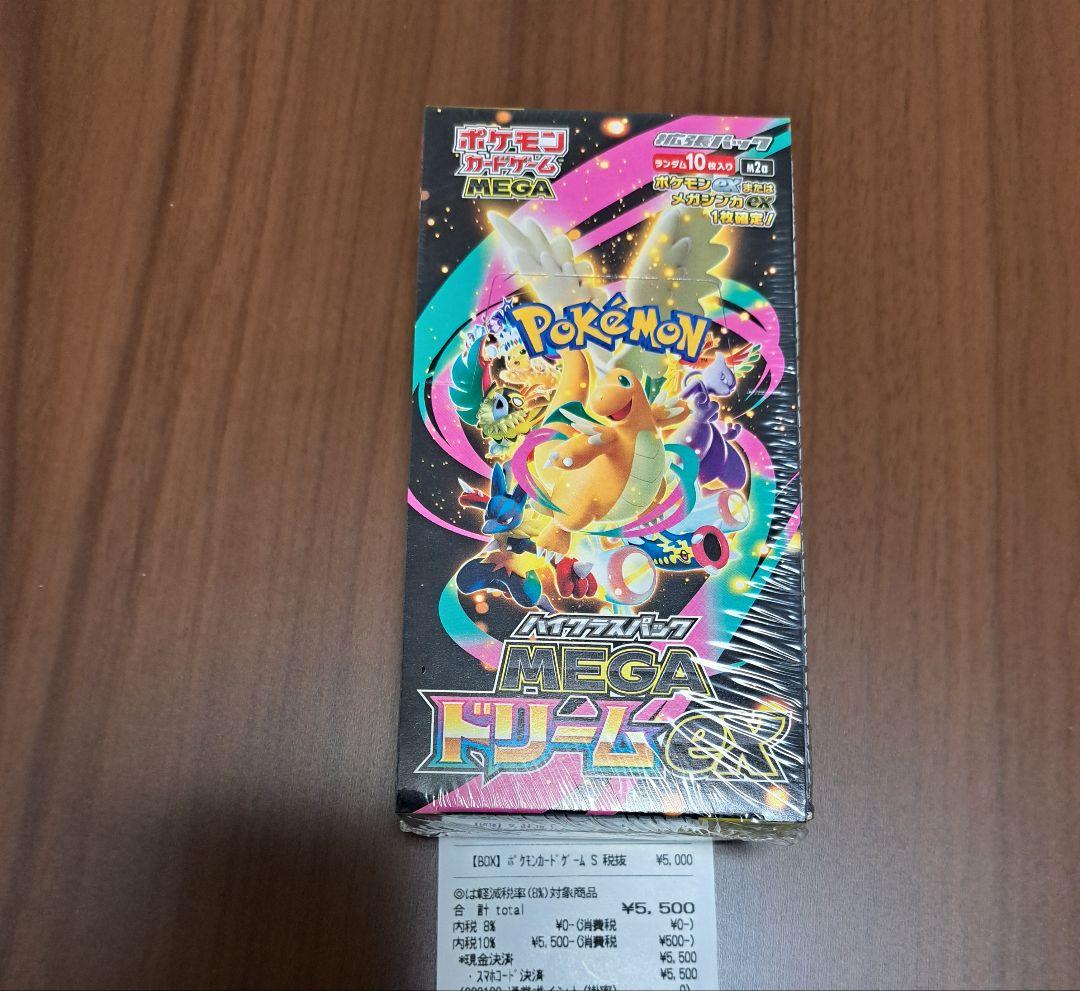 ポケモン
カードゲーム
MEGA
拡張パック
ランダム10枚入り M2a
ポケモンexまたは
メガシンカex
1枚確定!
POKéMON
ハイクラスパック
MEGA
ドリームex
【BOX】ポケモンカードゲーム S 税抜 ¥5,000
◎は軽減税率(8%)対象商品
合 計 total ¥5,500
内税 8% ¥0-(消費税 ¥0-)
内税10% ¥5,500-(消費税 ¥500-)
*現金決済 ¥5,500
・スマホコード決済 ¥5,500